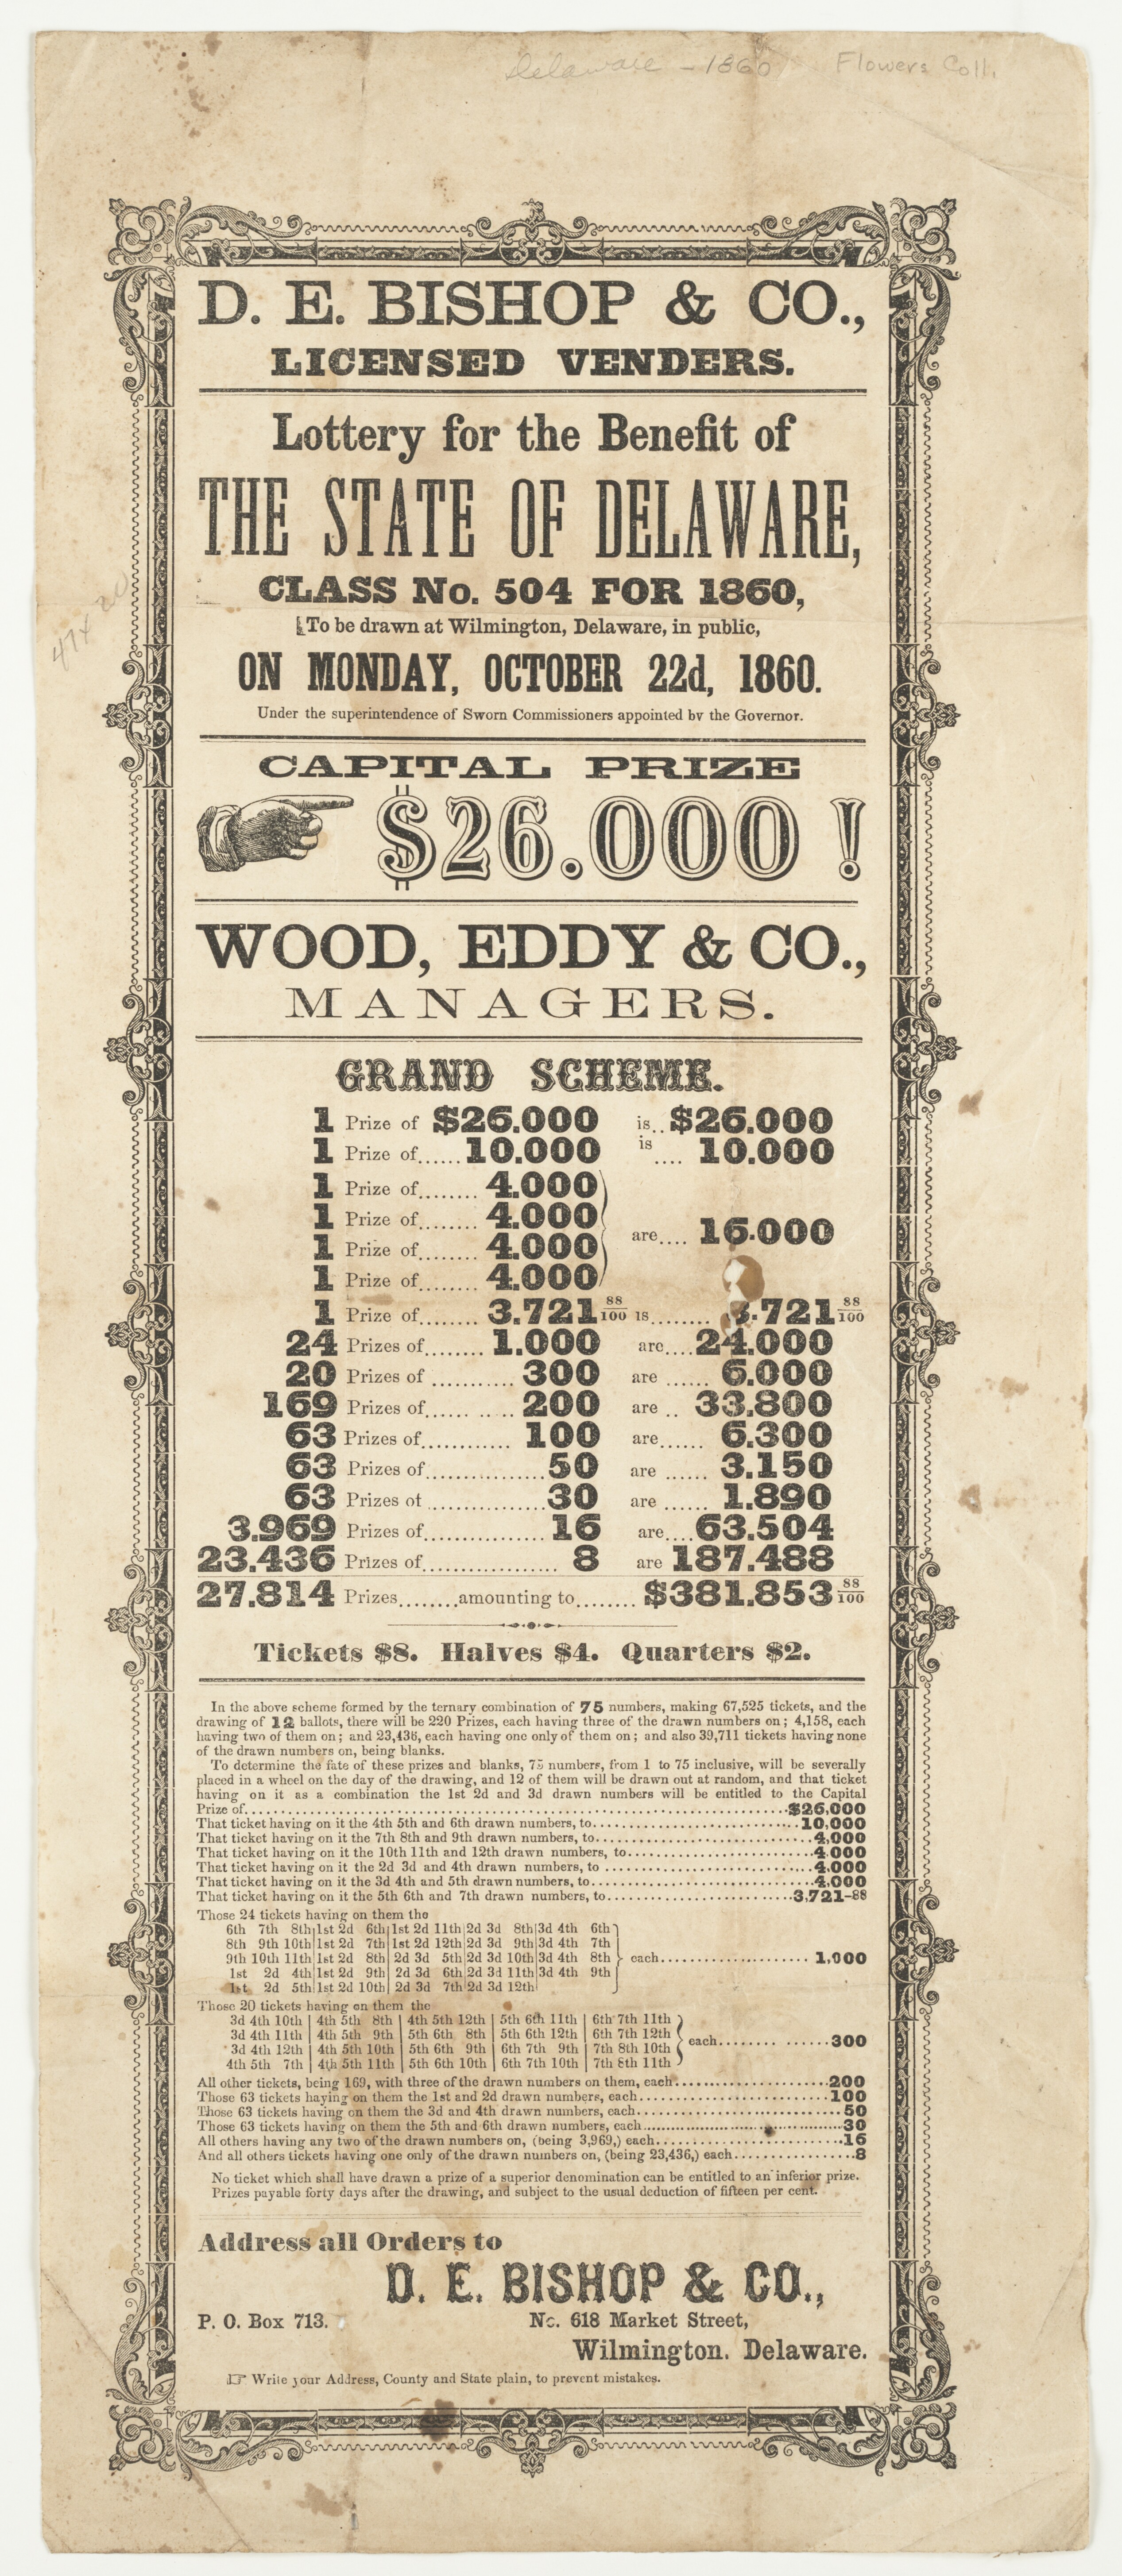 Delaware - 1860 Flowers Coll.
D. E. BISHOP & CO.,
LICENSED VENDERS.
Lottery for the Benefit of
THE STATE OF DELAWARE,
CLASS No. 504 FOR 1860,
To be drawn at Wilmington, Delaware, in public,
ON MONDAY, OCTOBER 22d, 1860.
Under the superintendence of Sworn Commissioners appointed by the Governor.
CAPITAL PRIZE
$26.000 !
WOOD, EDDY & CO.,
MANAGERS.
GRAND SCHEME.
1 Prize of $26.000 is.. $26.000
1 Prize of...... 10.000 is .... 10.000
1 Prize of........ 4.000
1 Prize of........ 4.000
are.... 16.000
1 Prize of........ 4.000
1 Prize of........ 4.000
1 Prize of........ 3.721 88/100 is........ 3.721 88/100
24 Prizes of........ 1.000 are.... 24.000
20 Prizes of ........... 300 are ...... 6.000
169 Prizes of...... ..... 200 are .. 33.800
63 Prizes of............ 100 are...... 6.300
63 Prizes of................ 50 are ...... 3.150
63 Prizes of ................ 30 are ...... 1.890
3.969 Prizes of................ 16 are.... 63.504
23.436 Prizes of.................. 8 are 187.488
27.814 Prizes........amounting to........ $381.853 88/100
Tickets $8. Halves $4. Quarters $2.
In the above scheme formed by the ternary combination of 75 numbers, making 67,525 tickets, and the
drawing of 12 ballots, there will be 220 Prizes, each having three of the drawn numbers on; 4,158, each
having two of them on; and 23,436, each having one only of them on; and also 39,711 tickets having none
of the drawn numbers on, being blanks.
To determine the fate of these prizes and blanks, 75 numbers, from 1 to 75 inclusive, will be severally
placed in a wheel on the day of the drawing, and 12 of them will be drawn out at random, and that ticket
having on it as a combination the 1st 2d and 3d drawn numbers will be entitled to the Capital
Prize of........ $26,000
That ticket having on it the 4th 5th and 6th drawn numbers, to........ 10,000
That ticket having on it the 7th 8th and 9th drawn numbers, to........ 4,000
That ticket having on it the 10th 11th and 12th drawn numbers, to........ 4,000
That ticket having on it the 2d 3d and 4th drawn numbers, to ........ 4,000
That ticket having on it the 3d 4th and 5th drawn numbers, to........ 4,000
That ticket having on it the 5th 6th and 7th drawn numbers, to........ 3,721-88
Those 24 tickets having on them the
6th 7th 8th|1st 2d 6th|1st 2d 11th|2d 3d 8th|3d 4th 6th
8th 9th 10th|1st 2d 7th|1st 2d 12th|2d 3d 9th|3d 4th 7th
9th 10th 11th|1st 2d 8th|2d 3d 5th|2d 3d 10th|3d 4th 8th } each........ 1,000
1st 2d 4th|1st 2d 9th|2d 3d 6th|2d 3d 11th|3d 4th 9th
1st 2d 5th|1st 2d 10th|2d 3d 7th|2d 3d 12th|
Those 20 tickets having on them the
3d 4th 10th | 4th 5th 8th | 4th 5th 12th | 5th 6th 11th | 6th 7th 11th
3d 4th 11th | 4th 5th 9th | 5th 6th 8th | 5th 6th 12th | 6th 7th 12th
3d 4th 12th | 4th 5th 10th | 5th 6th 9th | 6th 7th 9th | 7th 8th 10th } each........ 300
4th 5th 7th | 4th 5th 11th | 5th 6th 10th | 6th 7th 10th | 7th 8th 11th
All other tickets, being 169, with three of the drawn numbers on them, each........ 200
Those 63 tickets having on them the 1st and 2d drawn numbers, each........ 100
Those 63 tickets having on them the 3d and 4th drawn numbers, each........ 50
Those 63 tickets having on them the 5th and 6th drawn numbers, each........ 30
All others having any two of the drawn numbers on, (being 3,969,) each........ 16
And all others tickets having one only of the drawn numbers on, (being 23,436,) each........ 8
No ticket which shall have drawn a prize of a superior denomination can be entitled to an inferior prize.
Prizes payable forty days after the drawing, and subject to the usual deduction of fifteen per cent.
Address all Orders to
D. E. BISHOP & CO.,
P. O. Box 713. No. 618 Market Street,
Wilmington. Delaware.
☞ Write your Address, County and State plain, to prevent mistakes.